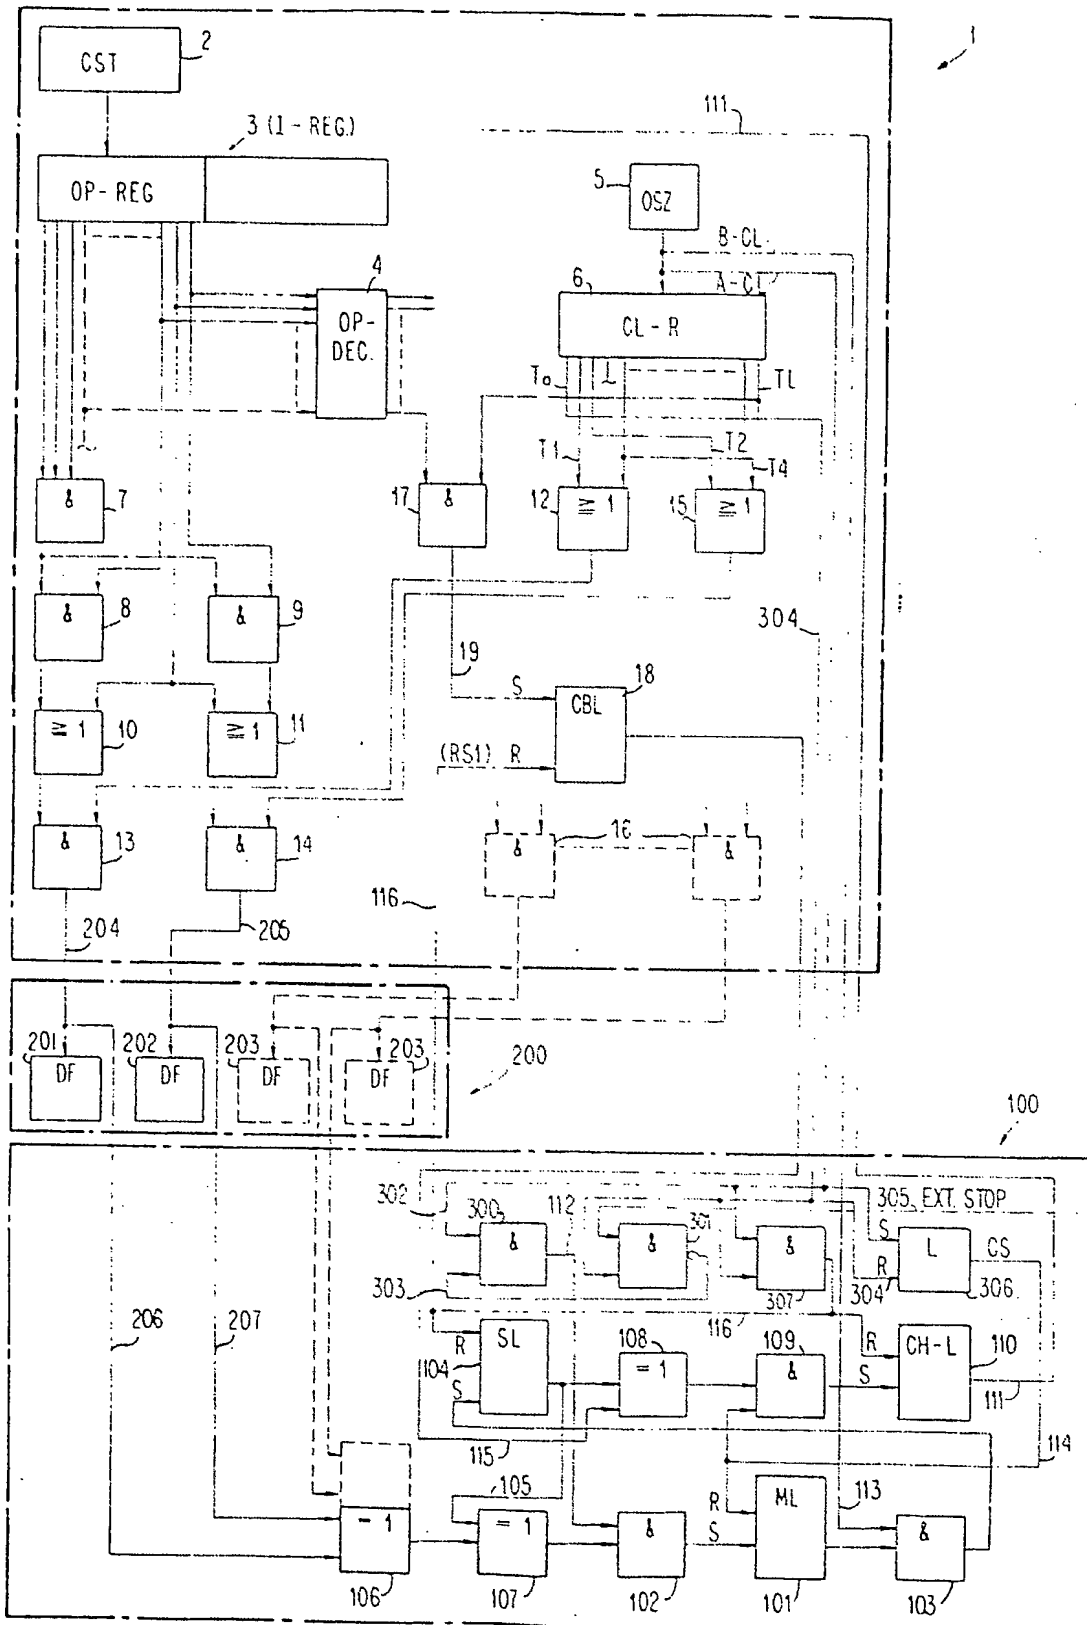 2
1
CST
111
3 (I-REG.)
5
OP-REG
OSZ
B-CL
4
6
A-CL
OP-
DEC.
CL-R
To
TL
T1
T2
T4
&
7
17
&
12
≧ 1
15
≧ 1
&
8
&
9
304
19
S
18
CBL
≧ 1
10
≧ 1
11
(RS1) R
&
13
&
14
&
16
&
116
204
205
201
DF
202
DF
203
DF
203
DF
200
100
302
300
112
301
305 EXT. STOP
&
&
&
S
L
CS
303
307
R
304
306
206
207
116
R
SL
108
109
R
CH-L
110
104
= 1
&
S
111
S
115
114
105
R
ML
113
- 1
= 1
&
S
&
106
107
102
101
103